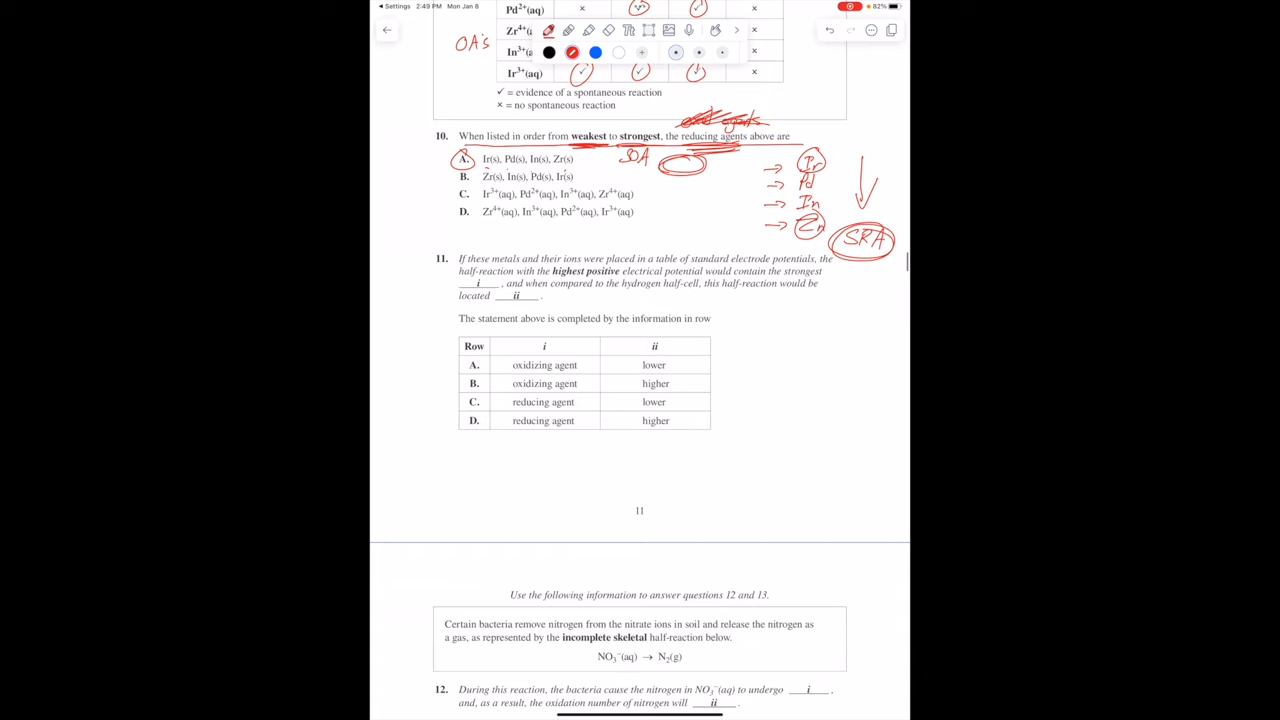 Settings 2:49 PM Mon Jan 8
82%
Pd²⁺(aq) × ✓ ✓ ×
Zr⁴⁺( ×
OA's
In³⁺(a ×
Ir³⁺(aq) ✓ ✓ ✓ ×
✓ = evidence of a spontaneous reaction
× = no spontaneous reaction
10. When listed in order from weakest to strongest, the reducing agents above are
A. Ir(s), Pd(s), In(s), Zr(s)
SOA
B. Zr(s), In(s), Pd(s), Ir(s)
C. Ir³⁺(aq), Pd²⁺(aq), In³⁺(aq), Zr⁴⁺(aq)
D. Zr⁴⁺(aq), In³⁺(aq), Pd²⁺(aq), Ir³⁺(aq)
→ Ir
→ Pd
→ In
→ Zr
SRA
11. If these metals and their ions were placed in a table of standard electrode potentials, the
half-reaction with the highest positive electrical potential would contain the strongest
i , and when compared to the hydrogen half-cell, this half-reaction would be
located ii .
The statement above is completed by the information in row
Row i ii
A. oxidizing agent lower
B. oxidizing agent higher
C. reducing agent lower
D. reducing agent higher
11
Use the following information to answer questions 12 and 13.
Certain bacteria remove nitrogen from the nitrate ions in soil and release the nitrogen as
a gas, as represented by the incomplete skeletal half-reaction below.
NO₃⁻(aq) → N₂(g)
12. During this reaction, the bacteria cause the nitrogen in NO₃⁻(aq) to undergo i ,
and, as a result, the oxidation number of nitrogen will ii .